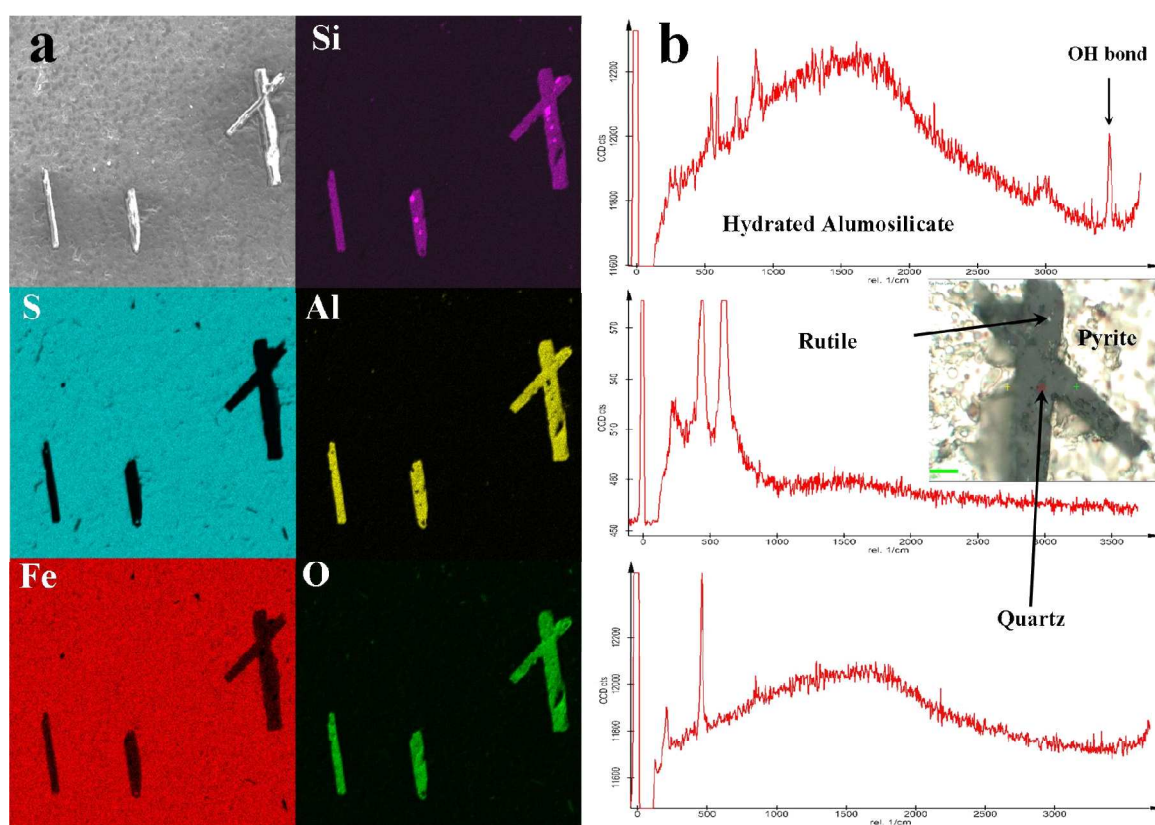 a
Si
S
Al
Fe
O
b
OH bond
12200
12000
11800
11600
CCD cts
Hydrated Alumosilicate
0
500
1000
1500
2000
2500
3000
rel. 1/cm
570
540
510
480
450
CCD cts
Rutile
Pyrite
0
500
1000
1500
2000
2500
3000
3500
rel. 1/cm
Quartz
12200
12000
11800
11600
CCD cts
0
500
1000
1500
2000
2500
3000
rel. 1/cm